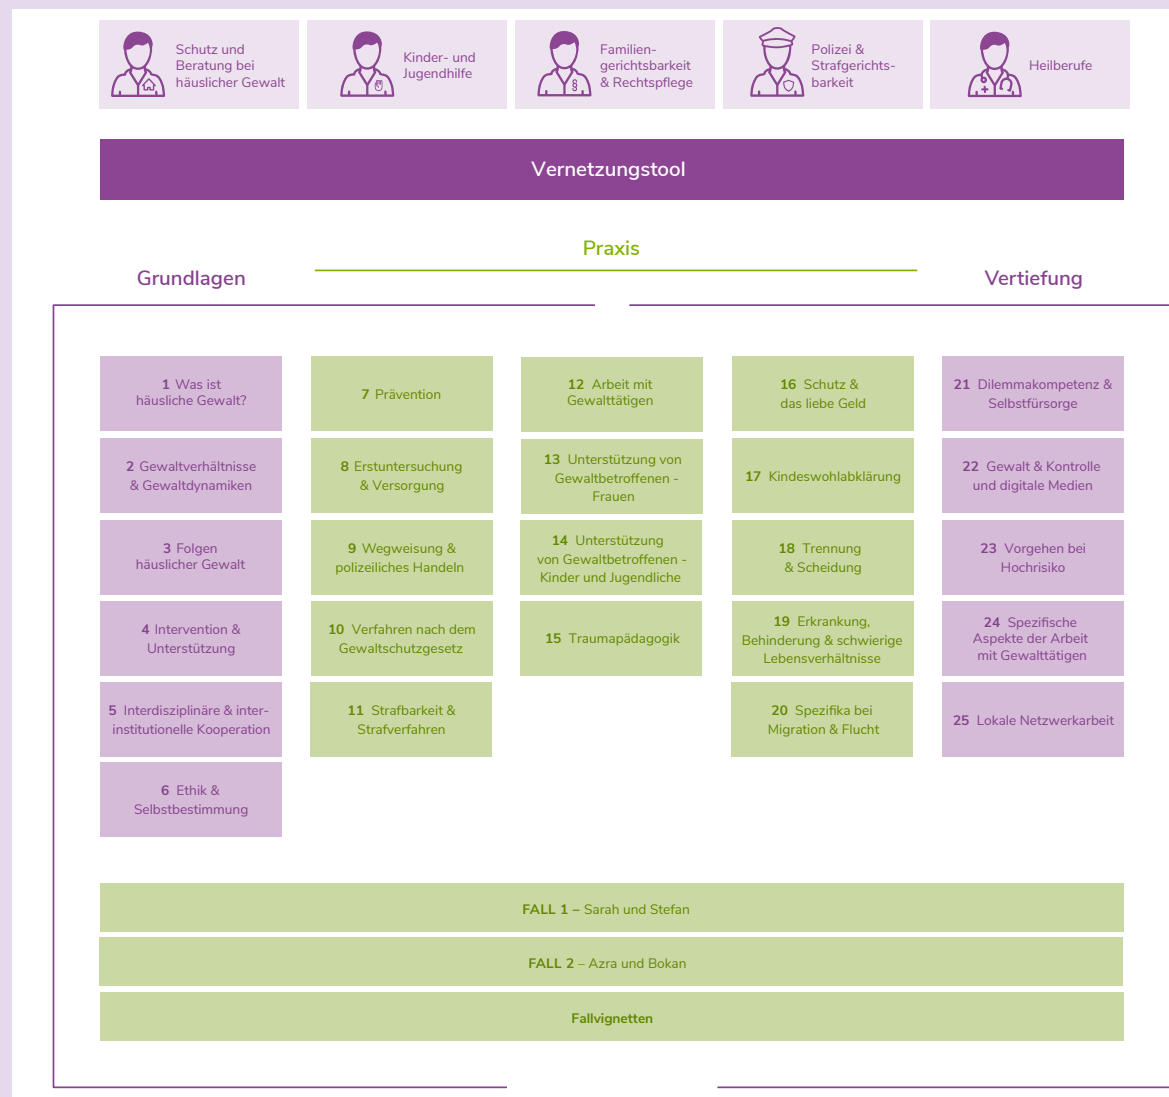 Schutz und
Beratung bei
häuslicher Gewalt
Kinder- und
Jugendhilfe
Familien-
gerichtsbarkeit
& Rechtspflege
Polizei &
Strafgerichts-
barkeit
Heilberufe
Vernetzungstool
Praxis
Grundlagen
Vertiefung
1 Was ist
häusliche Gewalt?
2 Gewaltverhältnisse
& Gewaltdynamiken
3 Folgen
häuslicher Gewalt
4 Intervention &
Unterstützung
5 Interdisziplinäre & inter-
institutionelle Kooperation
6 Ethik &
Selbstbestimmung
7 Prävention
8 Erstuntersuchung
& Versorgung
9 Wegweisung &
polizeiliches Handeln
10 Verfahren nach dem
Gewaltschutzgesetz
11 Strafbarkeit &
Strafverfahren
12 Arbeit mit
Gewalttätigen
13 Unterstützung von
Gewaltbetroffenen -
Frauen
14 Unterstützung
von Gewaltbetroffenen -
Kinder und Jugendliche
15 Traumapädagogik
16 Schutz &
das liebe Geld
17 Kindeswohlabklärung
18 Trennung
& Scheidung
19 Erkrankung,
Behinderung & schwierige
Lebensverhältnisse
20 Spezifika bei
Migration & Flucht
21 Dilemmakompetenz &
Selbstfürsorge
22 Gewalt & Kontrolle
und digitale Medien
23 Vorgehen bei
Hochrisiko
24 Spezifische
Aspekte der Arbeit
mit Gewalttätigen
25 Lokale Netzwerkarbeit
FALL 1 – Sarah und Stefan
FALL 2 – Azra und Bokan
Fallvignetten